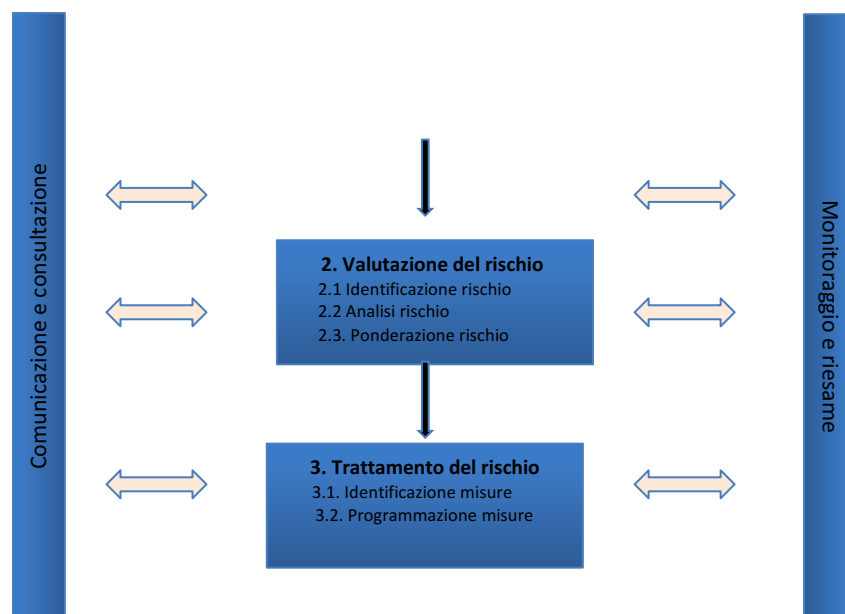 Comunicazione e consultazione
2. Valutazione del rischio
2.1 Identificazione rischio
2.2 Analisi rischio
2.3. Ponderazione rischio
3. Trattamento del rischio
3.1. Identificazione misure
3.2. Programmazione misure
Monitoraggio e riesame